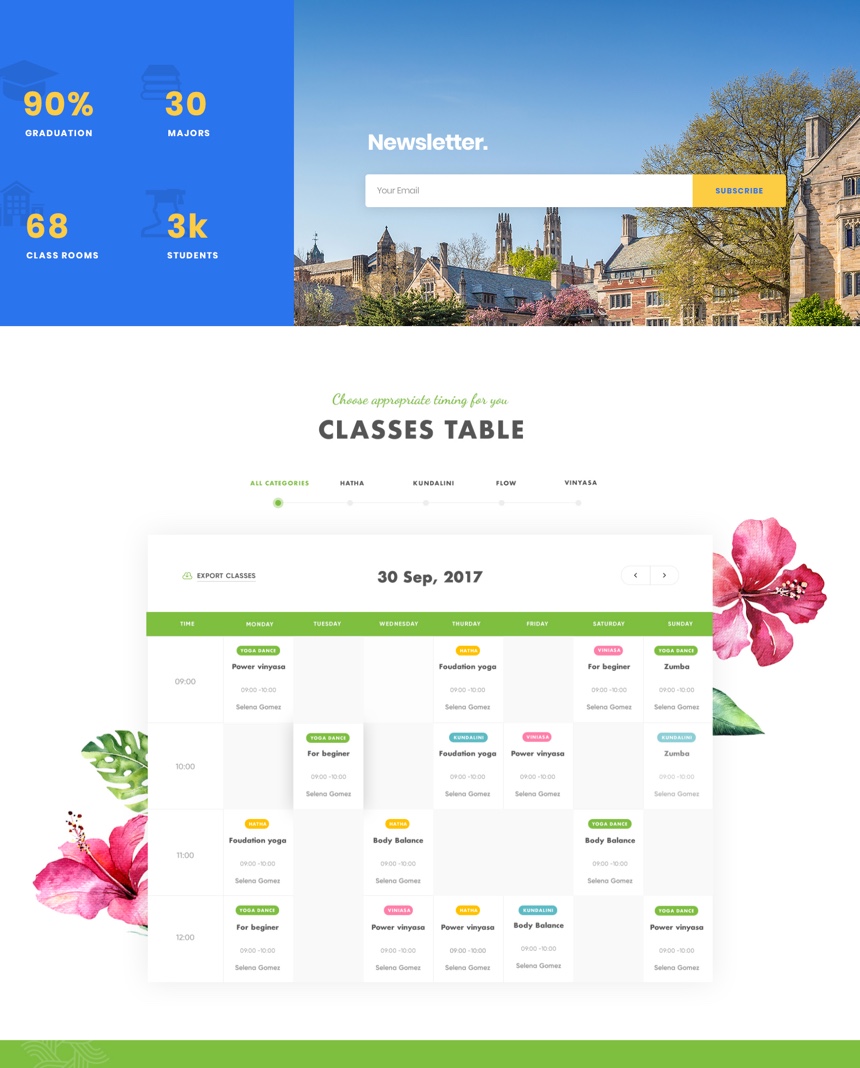 90%
GRADUATION
30
MAJORS
68
CLASS ROOMS
3k
STUDENTS
Newsletter.
Your Email
SUBSCRIBE
Choose appropriate timing for you
CLASSES TABLE
ALL CATEGORIES HATHA KUNDALINI FLOW VINYASA
EXPORT CLASSES
30 Sep, 2017
TIME MONDAY TUESDAY WEDNESDAY THURDAY FRIDAY SATURDAY SUNDAY
09:00
YOGA DANCE
Power vinyasa
09:00 -10:00
Selena Gomez
HATHA
Foudation yoga
09:00 -10:00
Selena Gomez
VINIASA
For beginer
09:00 -10:00
Selena Gomez
YOGA DANCE
Zumba
09:00 -10:00
Selena Gomez
10:00
YOGA DANCE
For beginer
09:00 -10:00
Selena Gomez
KUNDALINI
Foudation yoga
09:00 -10:00
Selena Gomez
VINIASA
Power vinyasa
09:00 -10:00
Selena Gomez
KUNDALINI
Zumba
09:00 -10:00
Selena Gomez
11:00
HATHA
Foudation yoga
09:00 -10:00
Selena Gomez
HATHA
Body Balance
09:00 -10:00
Selena Gomez
YOGA DANCE
Body Balance
09:00 -10:00
Selena Gomez
12:00
YOGA DANCE
For beginer
09:00 -10:00
Selena Gomez
VINIASA
Power vinyasa
09:00 -10:00
Selena Gomez
HATHA
Power vinyasa
09:00 -10:00
Selena Gomez
KUNDALINI
Body Balance
09:00 -10:00
Selena Gomez
YOGA DANCE
Power vinyasa
09:00 -10:00
Selena Gomez